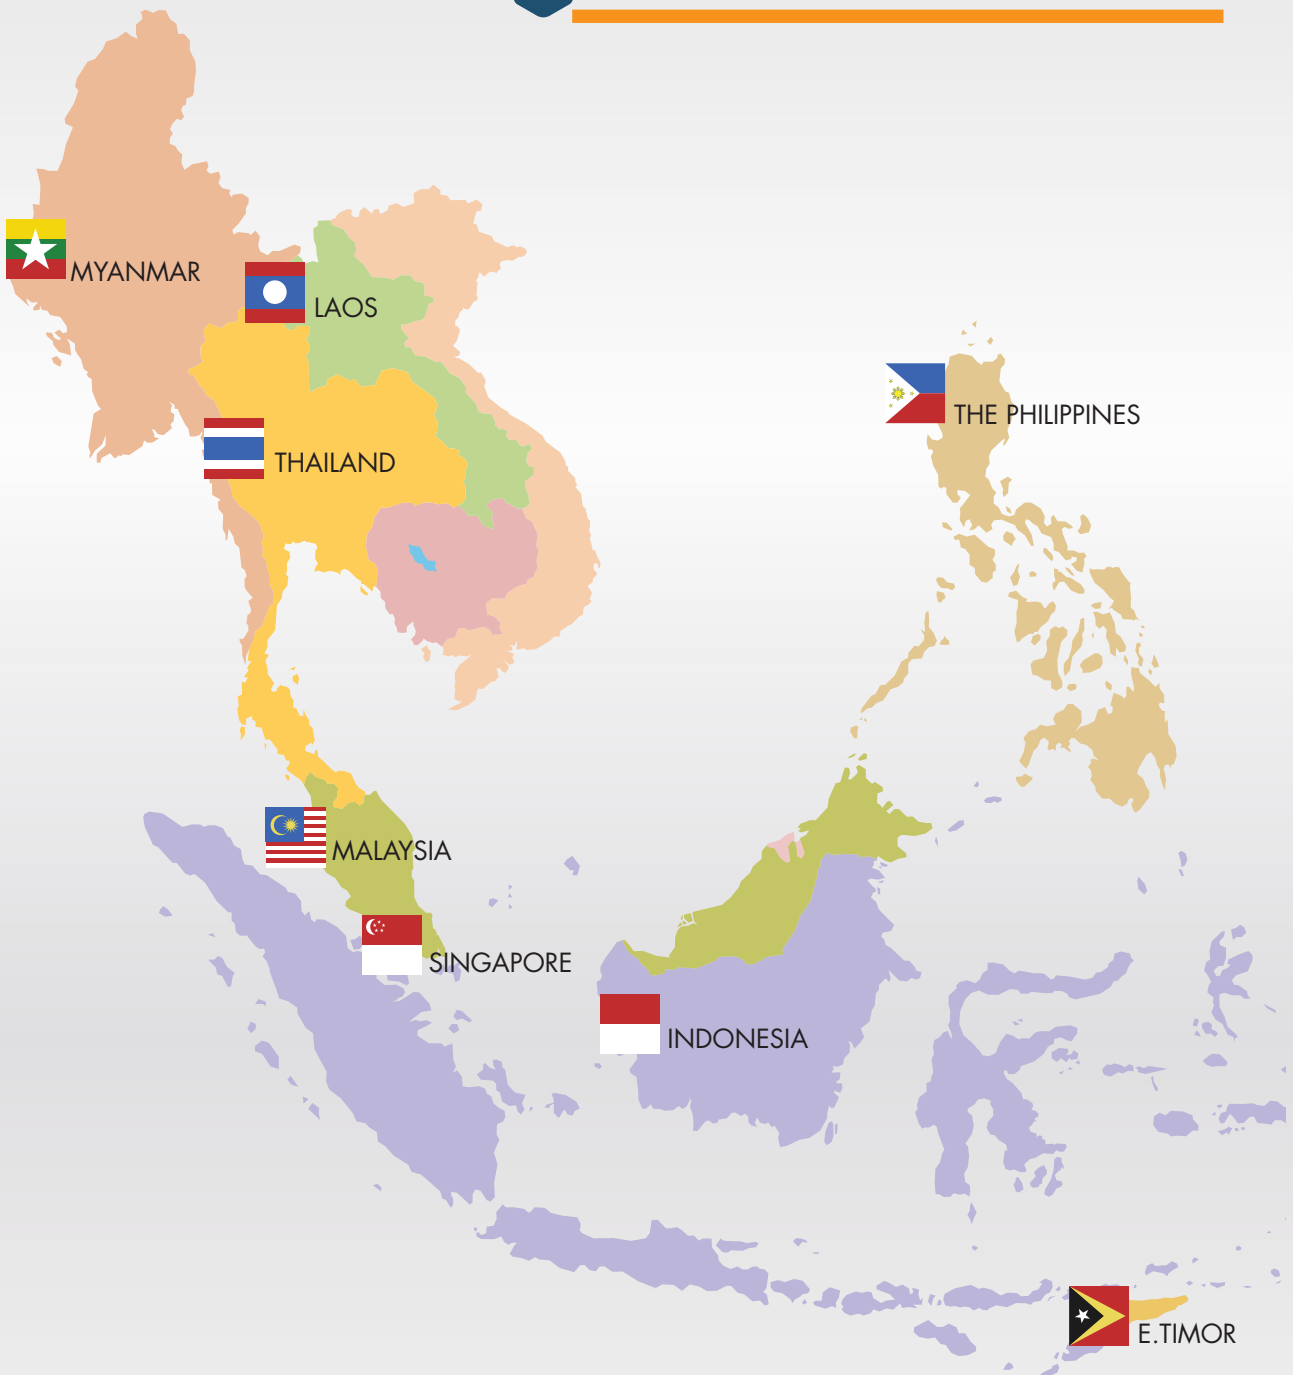 MYANMAR
LAOS
THE PHILIPPINES
THAILAND
MALAYSIA
SINGAPORE
INDONESIA
E.TIMOR